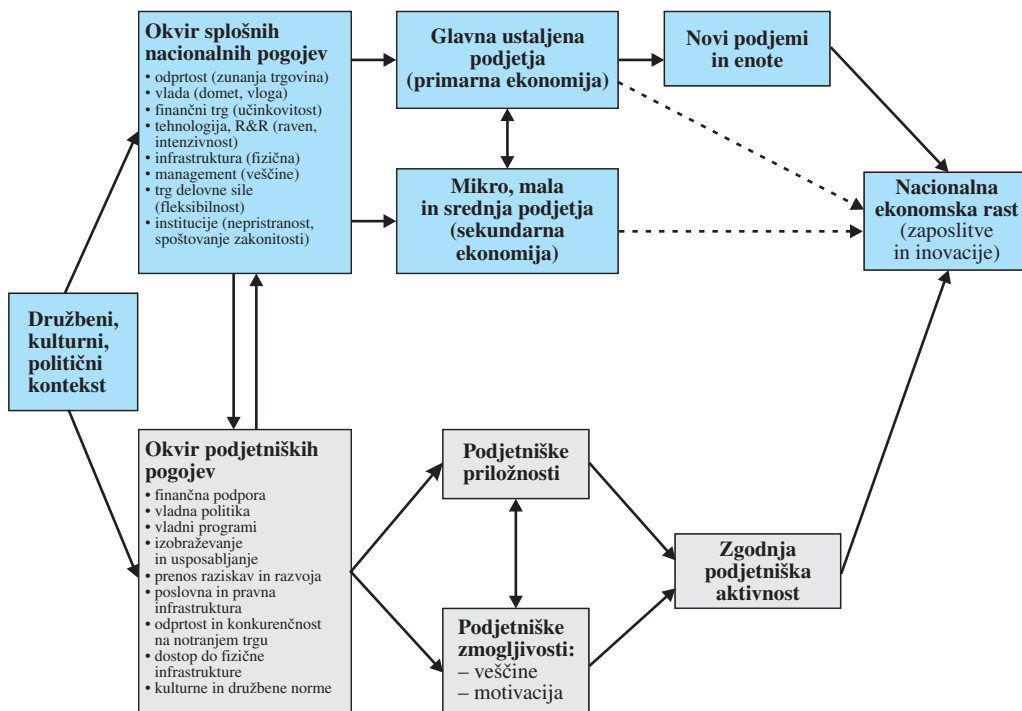 Okvir splošnih
nacionalnih pogojev
• odprtost (zunanja trgovina)
• vlada (domet, vloga)
• finančni trg (učinkovitost)
• tehnologija, R&R (raven,
intenzivnost)
• infrastruktura (fizična)
• management (veščine)
• trg delovne sile
(fleksibilnost)
• institucije (nepristranost,
spoštovanje zakonitosti)
Glavna ustaljena
podjetja
(primarna ekonomija)
Novi podjemi
in enote
Mikro, mala
in srednja podjetja
(sekundarna
ekonomija)
Nacionalna
ekonomska rast
(zaposlitve
in inovacije)
Družbeni,
kulturni,
politični
kontekst
Okvir podjetniških
pogojev
• finančna podpora
• vladna politika
• vladni programi
• izobraževanje
in usposabljanje
• prenos raziskav in razvoja
• poslovna in pravna
infrastruktura
• odprtost in konkurenčnost
na notranjem trgu
• dostop do fizične
infrastrukture
• kulturne in družbene norme
Podjetniške
priložnosti
Podjetniške
zmogljivosti:
– veščine
– motivacija
Zgodnja
podjetniška
aktivnost